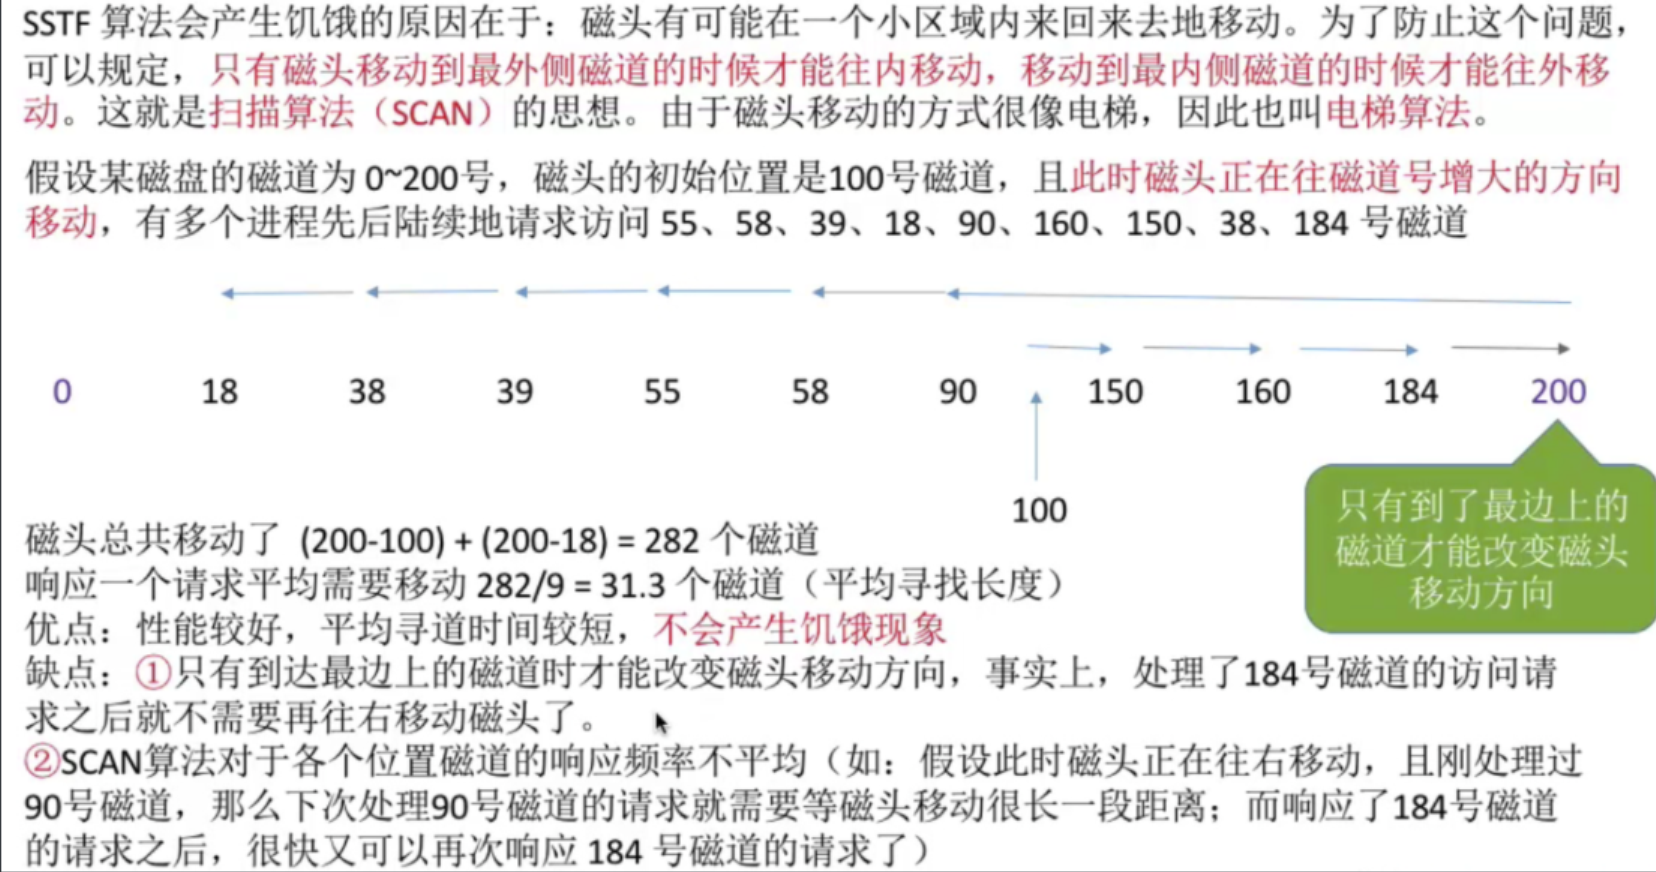 SSTF 算法会产生饥饿的原因在于：磁头有可能在一个小区域内来回来去地移动。为了防止这个问题，
可以规定，只有磁头移动到最外侧磁道的时候才能往内移动，移动到最内侧磁道的时候才能往外移
动。这就是扫描算法（SCAN）的思想。由于磁头移动的方式很像电梯，因此也叫电梯算法。
假设某磁盘的磁道为 0~200号，磁头的初始位置是100号磁道，且此时磁头正在往磁道号增大的方向
移动，有多个进程先后陆续地请求访问 55、58、39、18、90、160、150、38、184 号磁道
0 18 38 39 55 58 90 150 160 184 200
100
只有到了最边上的
磁道才能改变磁头
移动方向
磁头总共移动了 (200-100) + (200-18) = 282 个磁道
响应一个请求平均需要移动 282/9 = 31.3 个磁道（平均寻找长度）
优点：性能较好，平均寻道时间较短，不会产生饥饿现象
缺点：①只有到达最边上的磁道时才能改变磁头移动方向，事实上，处理了184号磁道的访问请
求之后就不需要再往右移动磁头了。
②SCAN算法对于各个位置磁道的响应频率不平均（如：假设此时磁头正在往右移动，且刚处理过
90号磁道，那么下次处理90号磁道的请求就需要等磁头移动很长一段距离；而响应了184号磁道
的请求之后，很快又可以再次响应 184 号磁道的请求了）